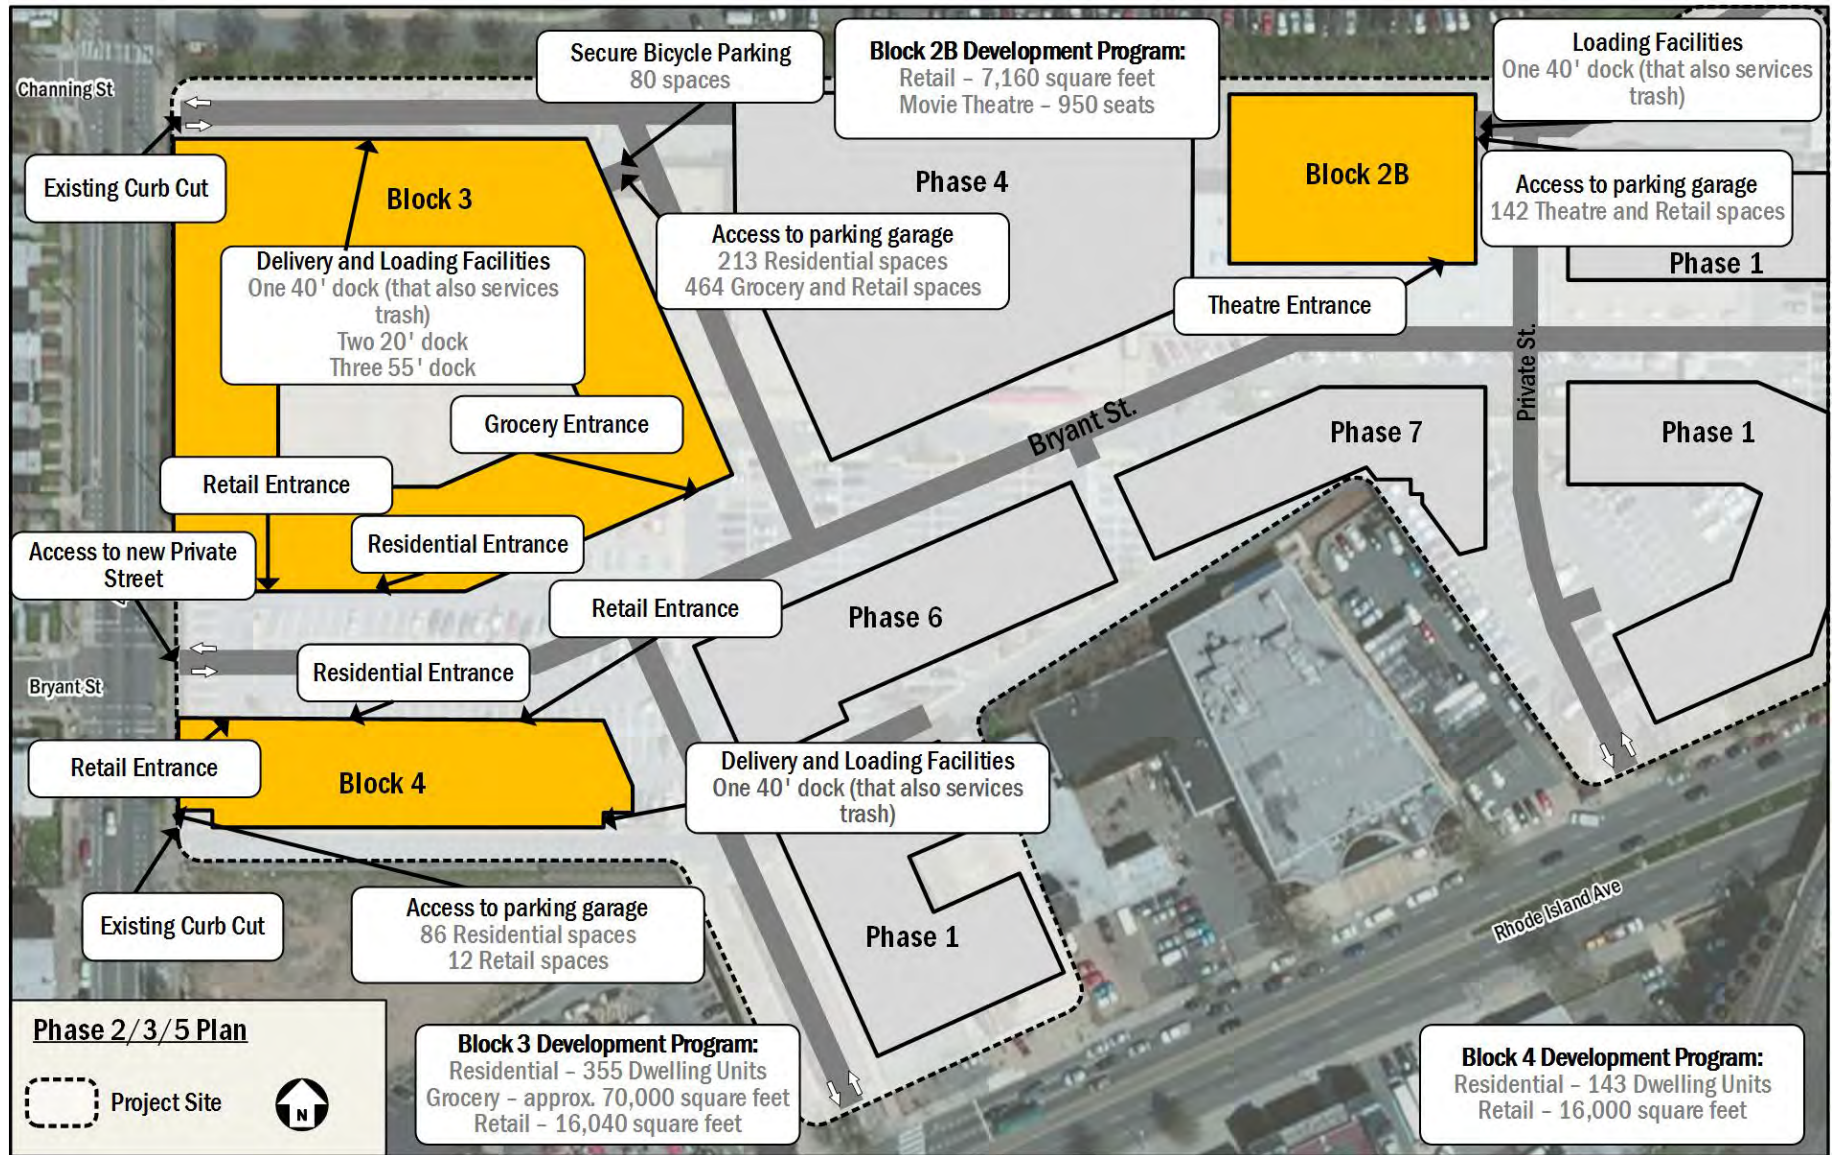 Secure Bicycle Parking
80 spaces
Block 2B Development Program:
Retail – 7,160 square feet
Movie Theatre – 950 seats
Loading Facilities
One 40' dock (that also services
trash)
Channing St
Existing Curb Cut
Block 3
Phase 4
Block 2B
Access to parking garage
142 Theatre and Retail spaces
Delivery and Loading Facilities
One 40' dock (that also services
trash)
Two 20' dock
Three 55' dock
Access to parking garage
213 Residential spaces
464 Grocery and Retail spaces
Phase 1
Theatre Entrance
Private St.
Grocery Entrance
Bryant St.
Phase 7
Phase 1
Retail Entrance
Residential Entrance
Access to new Private
Street
Retail Entrance
Phase 6
Residential Entrance
Bryant St
Retail Entrance
Block 4
Delivery and Loading Facilities
One 40' dock (that also services
trash)
Existing Curb Cut
Access to parking garage
86 Residential spaces
12 Retail spaces
Phase 1
Rhode Island Ave
Phase 2/3/5 Plan
Project Site
N
Block 3 Development Program:
Residential – 355 Dwelling Units
Grocery – approx. 70,000 square feet
Retail – 16,040 square feet
Block 4 Development Program:
Residential – 143 Dwelling Units
Retail – 16,000 square feet